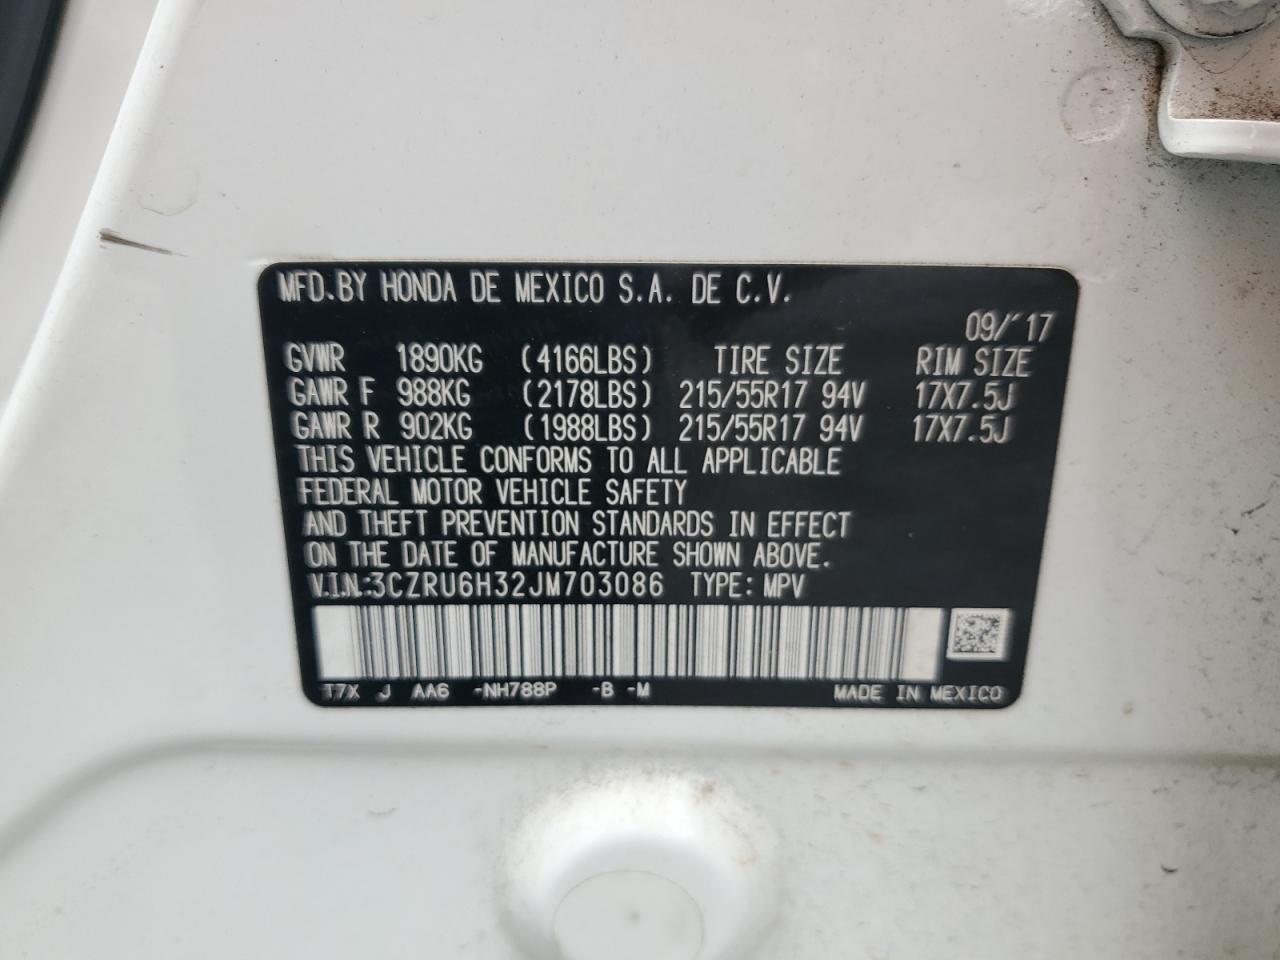 MFD.BY HONDA DE MEXICO S.A. DE C.V.
09/'17
GVWR 1890KG (4166LBS) TIRE SIZE RIM SIZE
GAWR F 988KG (2178LBS) 215/55R17 94V 17X7.5J
GAWR R 902KG (1988LBS) 215/55R17 94V 17X7.5J
THIS VEHICLE CONFORMS TO ALL APPLICABLE
FEDERAL MOTOR VEHICLE SAFETY
AND THEFT PREVENTION STANDARDS IN EFFECT
ON THE DATE OF MANUFACTURE SHOWN ABOVE.
V.I.N.:3CZRU6H32JM703086 TYPE: MPV
T7X J AA6 -NH788P -B -M MADE IN MEXICO